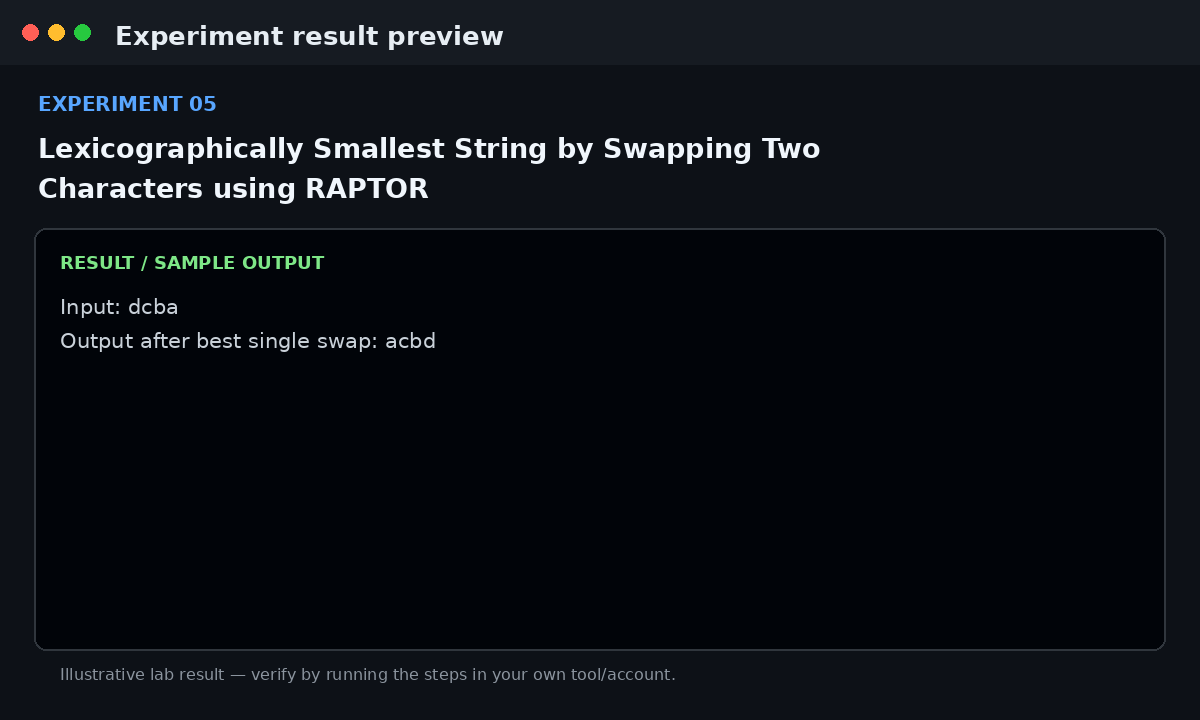 Experiment result preview
EXPERIMENT 05
Lexicographically Smallest String by Swapping Two
Characters using RAPTOR
RESULT / SAMPLE OUTPUT
Input: dcba
Output after best single swap: acbd
Illustrative lab result — verify by running the steps in your own tool/account.